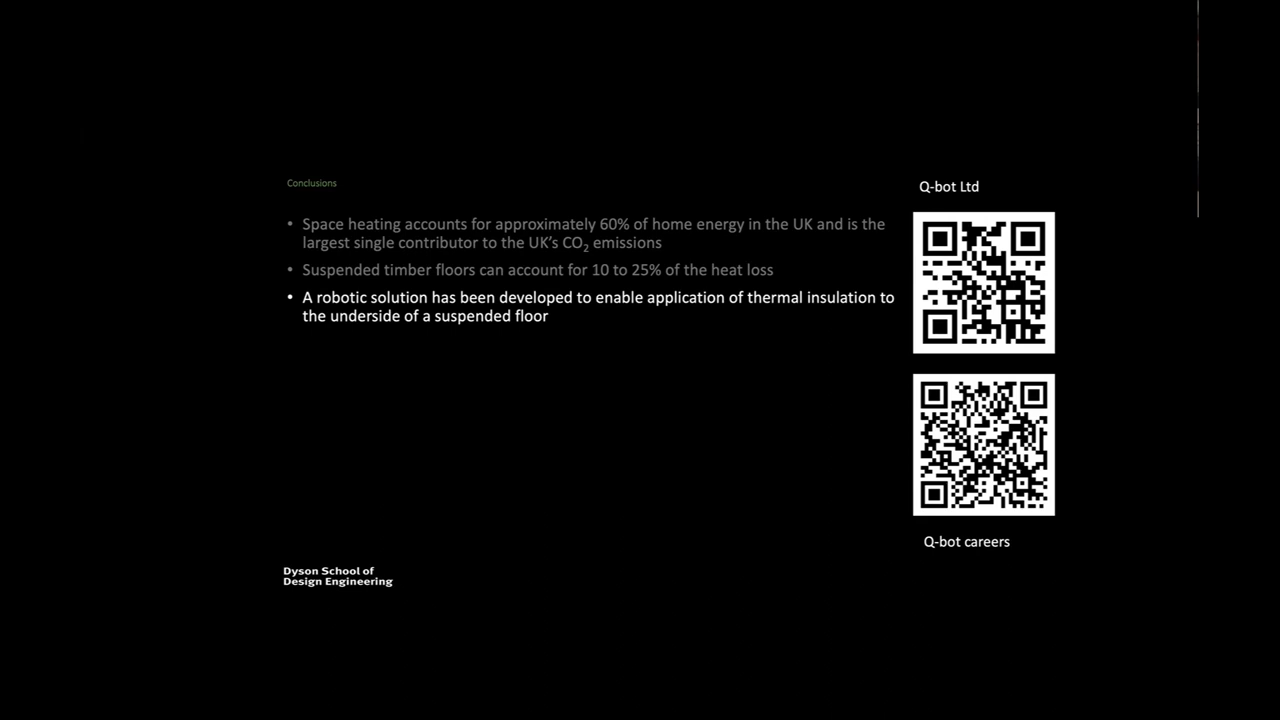 Conclusions
• Space heating accounts for approximately 60% of home energy in the UK and is the
largest single contributor to the UK’s CO2 emissions
• Suspended timber floors can account for 10 to 25% of the heat loss
• A robotic solution has been developed to enable application of thermal insulation to
the underside of a suspended floor
Q-bot Ltd
Q-bot careers
Dyson School of
Design Engineering